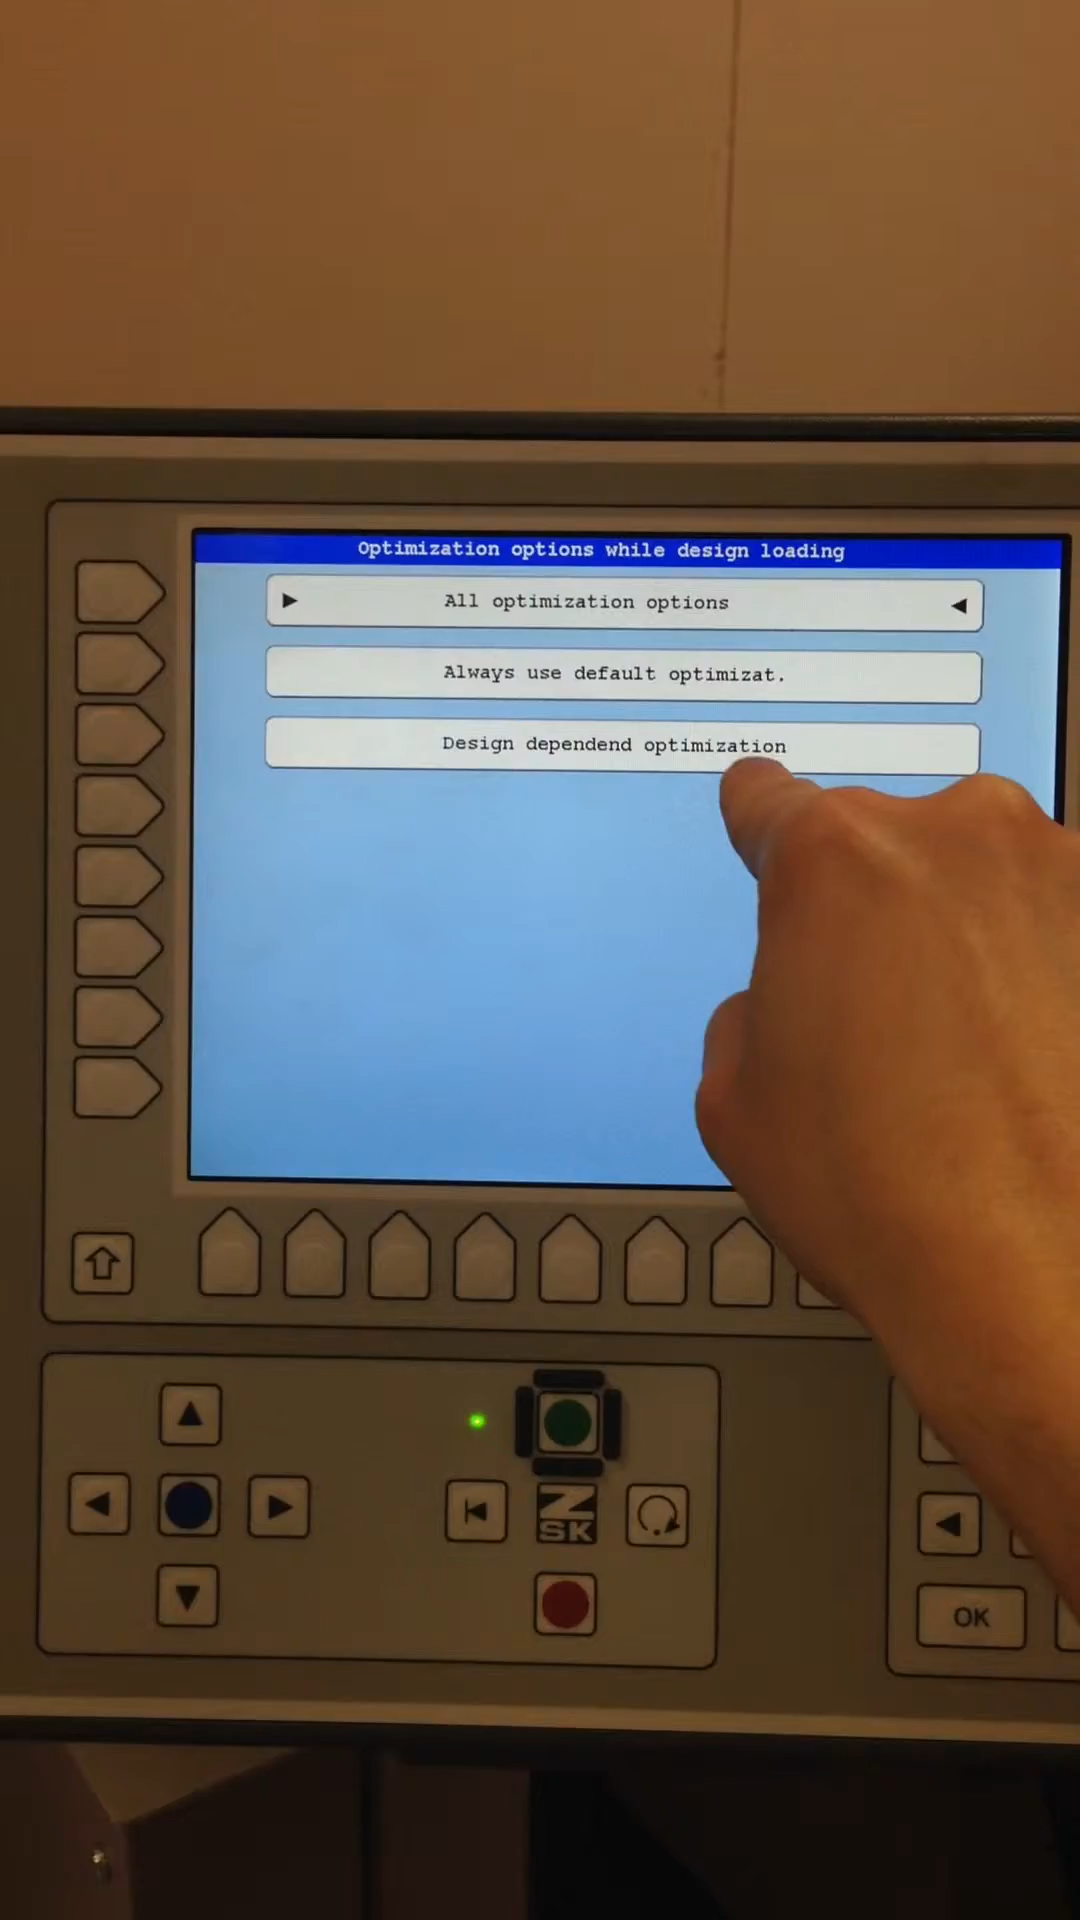 Optimization options while design loading
All optimization options
Always use default optimizat.
Design dependend optimization
ZSK
OK